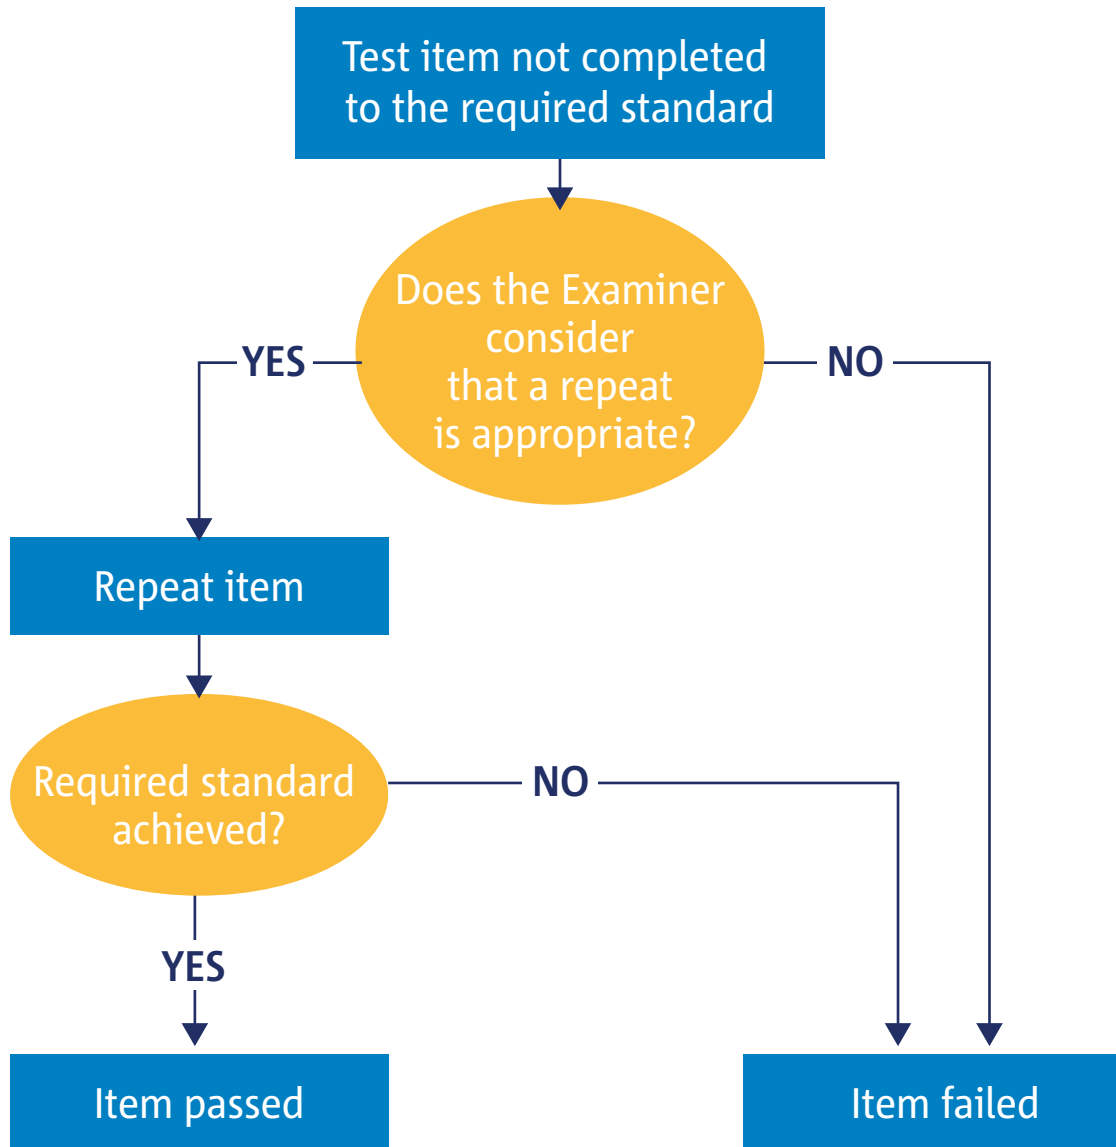 Test item not completed
to the required standard
Does the Examiner
consider
that a repeat
is appropriate?
YES
NO
Repeat item
Required standard
achieved?
NO
YES
Item passed
Item failed